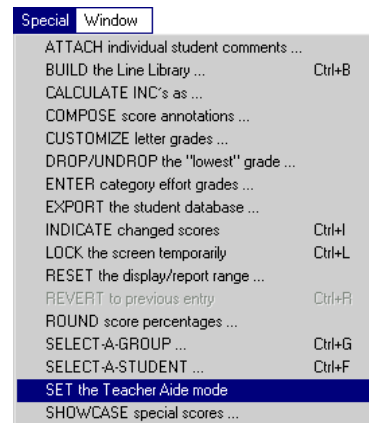 Special Window
ATTACH individual student comments ...
BUILD the Line Library ... Ctrl+B
CALCULATE INC's as ...
COMPOSE score annotations ...
CUSTOMIZE letter grades ...
DROP/UNDROP the "lowest" grade ...
ENTER category effort grades ...
EXPORT the student database ...
INDICATE changed scores Ctrl+I
LOCK the screen temporarily Ctrl+L
RESET the display/report range ...
REVERT to previous entry Ctrl+R
ROUND score percentages ...
SELECT-A-GROUP ... Ctrl+G
SELECT-A-STUDENT ... Ctrl+F
SET the Teacher Aide mode
SHOWCASE special scores ...